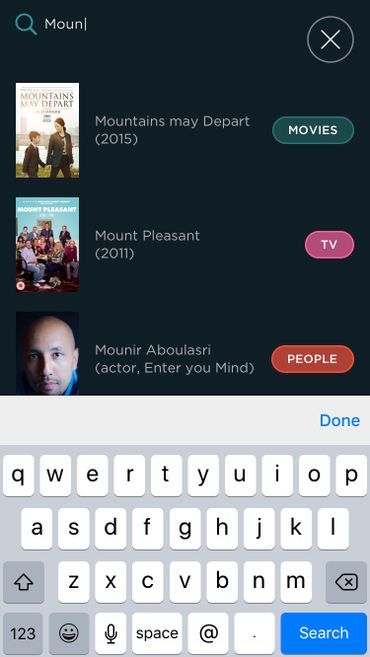 Moun
MOUNTAINS
MAY DEPART
Mountains may Depart
(2015)
MOVIES
MOUNT PLEASANT
Mount Pleasant
(2011)
TV
Mounir Aboulasri
(actor, Enter you Mind)
PEOPLE
Done
q w e r t y u i o p
a s d f g h j k l
z x c v b n m
123 space @ . Search